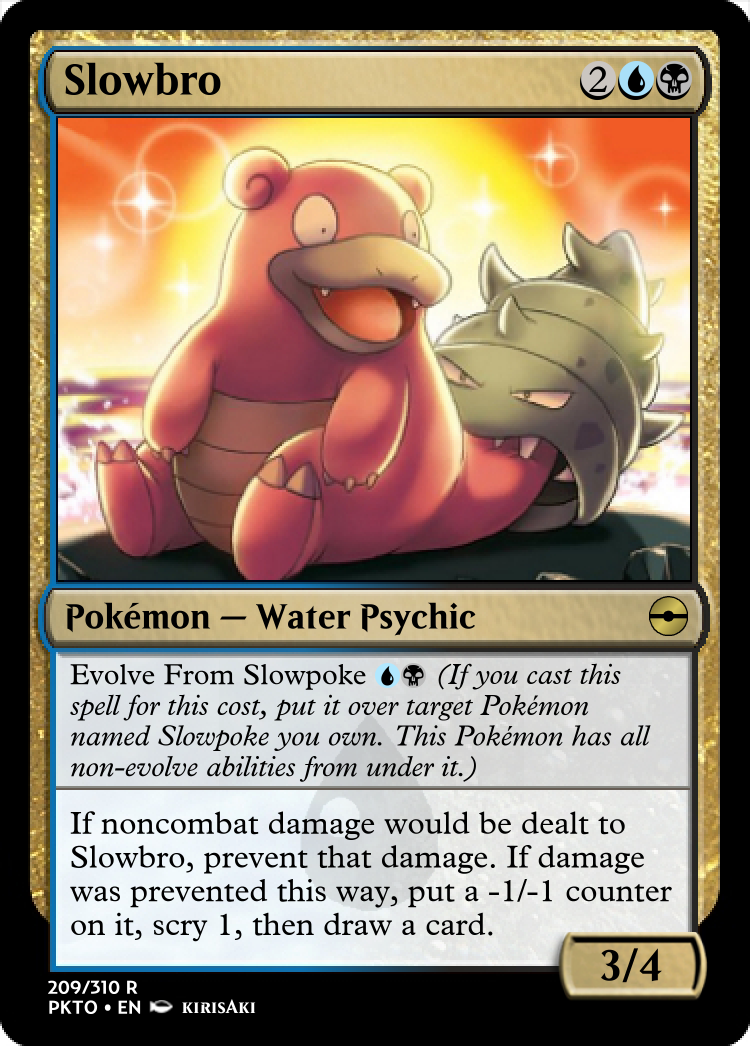 Slowbro 2
Pokémon — Water Psychic
Evolve From Slowpoke (If you cast this
spell for this cost, put it over target Pokémon
named Slowpoke you own. This Pokémon has all
non-evolve abilities from under it.)
If noncombat damage would be dealt to
Slowbro, prevent that damage. If damage
was prevented this way, put a -1/-1 counter
on it, scry 1, then draw a card.
3/4
209/310 R
PKTO • EN KIRISAKI